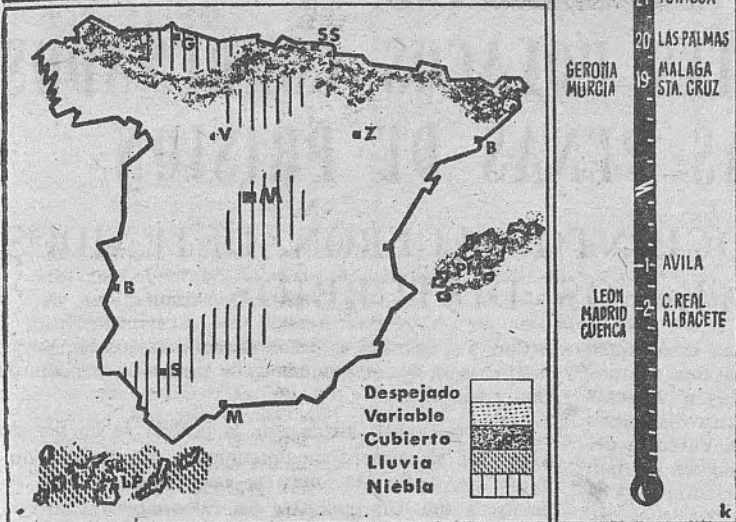 G
SS
V
Z
B
M
PM
B
S
M
Despejado
Variable
Cubierto
Lluvia
Niebla
20 LAS PALMAS
GERONA
MURCIA
19 MALAGA
STA. CRUZ
-1 AVILA
LEON
MADRID
CUENCA
-2 C.REAL
ALBACETE
k